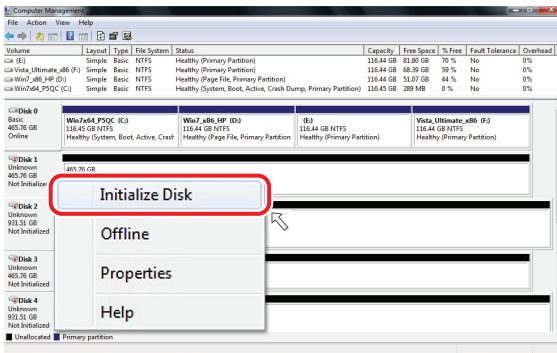 Computer Management
File Action View Help
Volume Layout Type File System Status Capacity Free Space % Free Fault Tolerance Overhead
(E:) Simple Basic NTFS Healthy (Primary Partition) 116.44 GB 81.80 GB 70 % No 0%
Vista_Ultimate_x86 (F:) Simple Basic NTFS Healthy (Primary Partition) 116.44 GB 68.39 GB 59 % No 0%
Win7_x86_HP (D:) Simple Basic NTFS Healthy (Page File, Primary Partition) 116.44 GB 51.07 GB 44 % No 0%
Win7x64_P5QC (C:) Simple Basic NTFS Healthy (System, Boot, Active, Crash Dump, Primary Partition) 116.45 GB 289 MB 0 % No 0%
Disk 0
Basic
465.76 GB
Online
Win7x64_P5QC (C:)
116.45 GB NTFS
Healthy (System, Boot, Active, Crash
Win7_x86_HP (D:)
116.44 GB NTFS
Healthy (Page File, Primary Partition
(E:)
116.44 GB NTFS
Healthy (Primary Partition)
Vista_Ultimate_x86 (F:)
116.44 GB NTFS
Healthy (Primary Partition)
Disk 1
Unknown
465.76 GB
Not Initialized
465.76 GB
Initialize Disk
Offline
Properties
Help
Disk 2
Unknown
931.51 GB
Not Initialized
Disk 3
Unknown
465.76 GB
Not Initialized
Disk 4
Unknown
931.51 GB
Not Initialized
Unallocated Primary partition